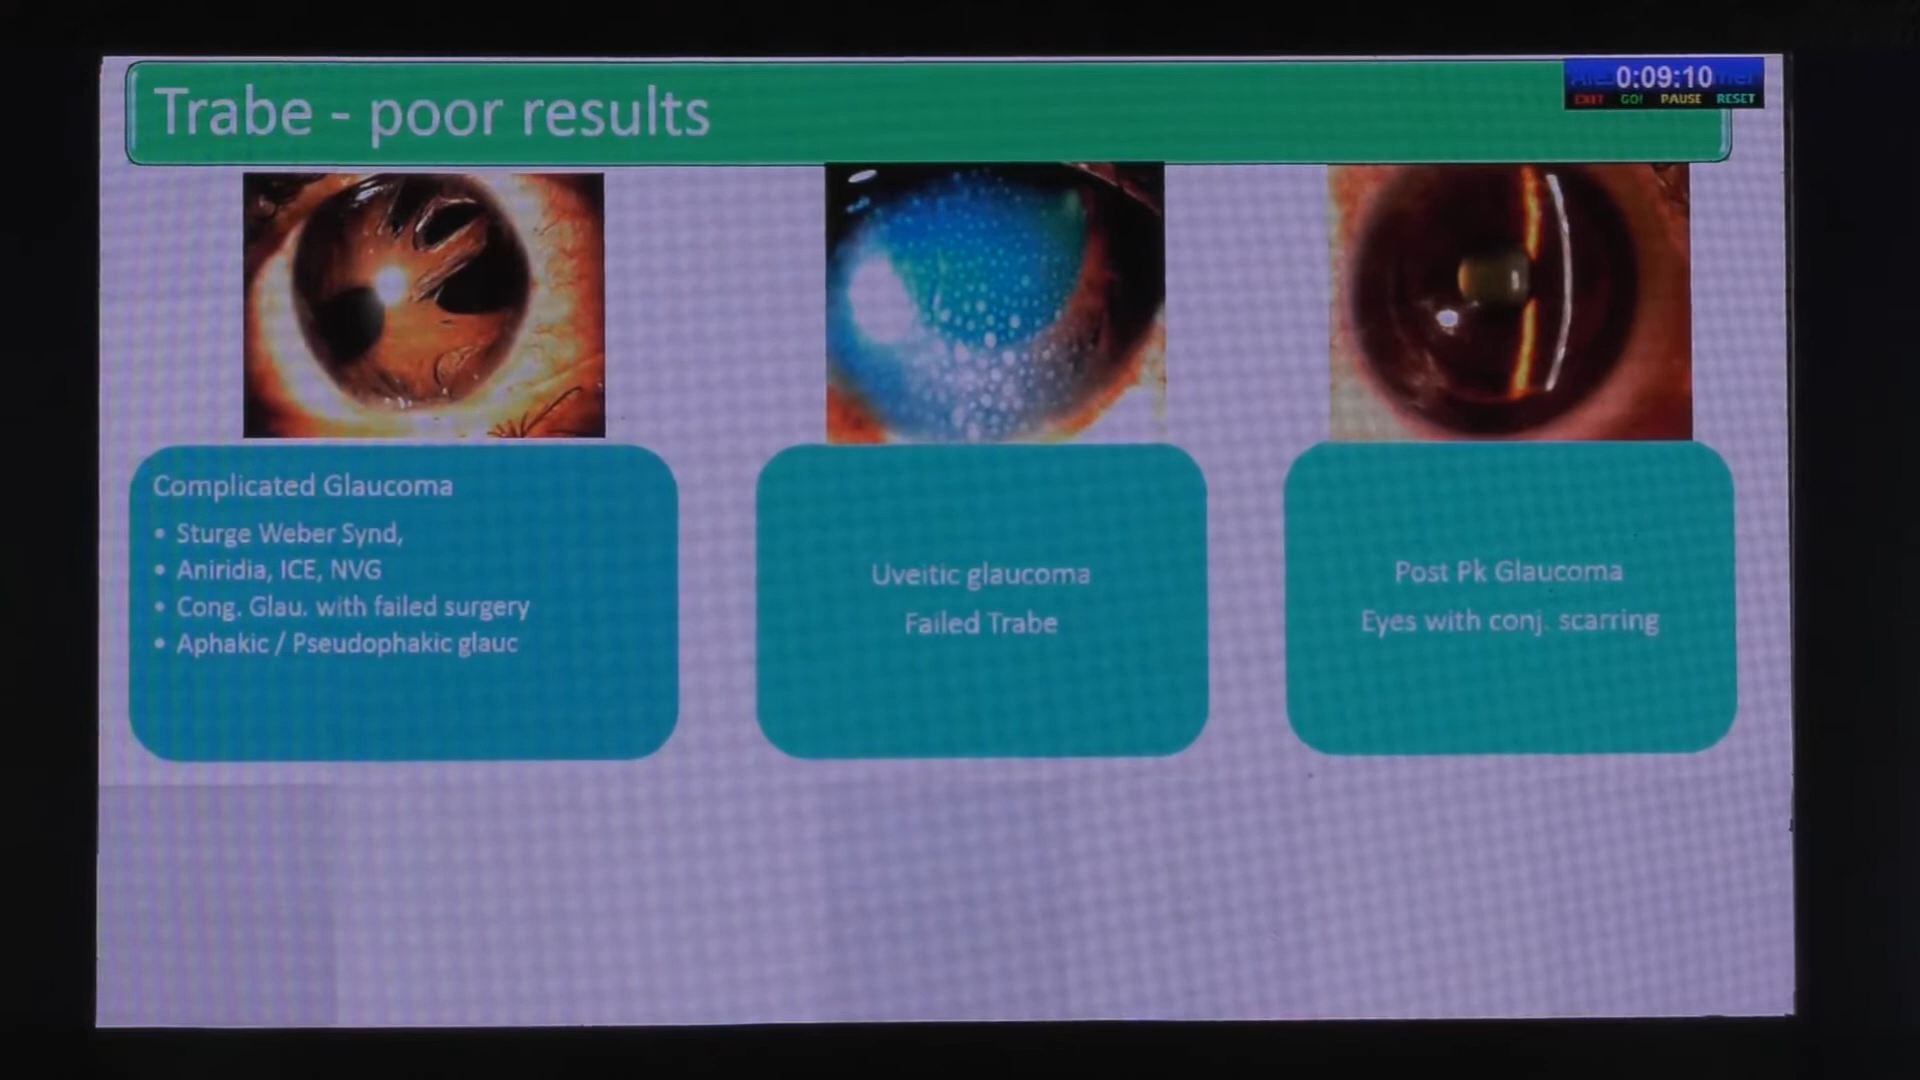 Trabe - poor results
0:09:10
EXIT GO! PAUSE RESET
Complicated Glaucoma
• Sturge Weber Synd,
• Aniridia, ICE, NVG
• Cong. Glau. with failed surgery
• Aphakic / Pseudophakic glauc
Uveitic glaucoma
Failed Trabe
Post Pk Glaucoma
Eyes with conj. scarring